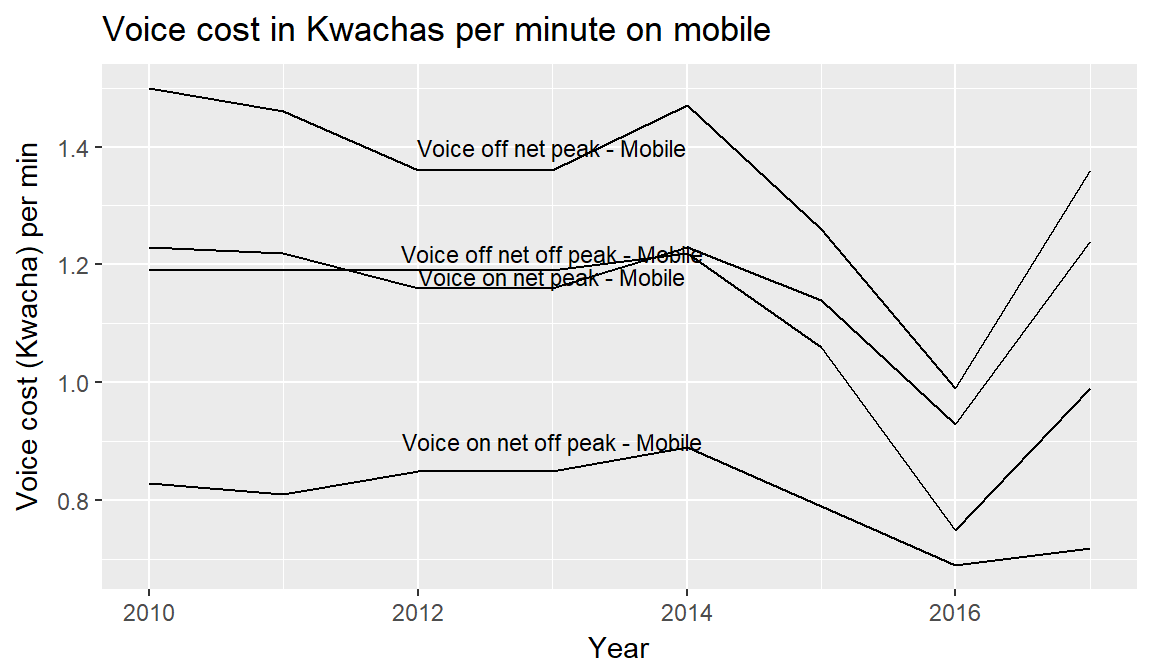 Voice cost in Kwachas per minute on mobile
Voice cost (Kwacha) per min
1.4
1.2
1.0
0.8
Voice off net peak - Mobile
Voice off net off peak - Mobile
Voice on net peak - Mobile
Voice on net off peak - Mobile
2010
2012
2014
2016
Year